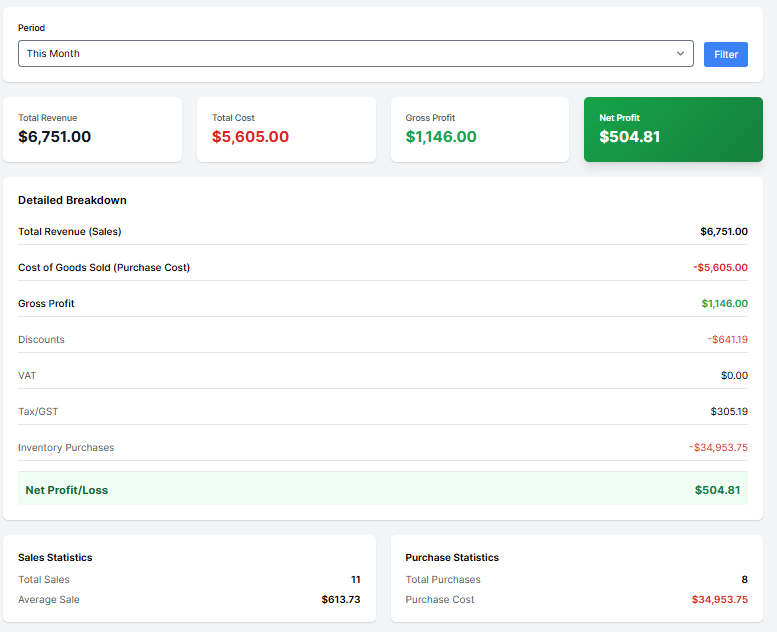 Period
This Month
Filter
Total Revenue
$6,751.00
Total Cost
$5,605.00
Gross Profit
$1,146.00
Net Profit
$504.81
Detailed Breakdown
Total Revenue (Sales) $6,751.00
Cost of Goods Sold (Purchase Cost) -$5,605.00
Gross Profit $1,146.00
Discounts -$641.19
VAT $0.00
Tax/GST $305.19
Inventory Purchases -$34,953.75
Net Profit/Loss $504.81
Sales Statistics
Total Sales 11
Average Sale $613.73
Purchase Statistics
Total Purchases 8
Purchase Cost $34,953.75